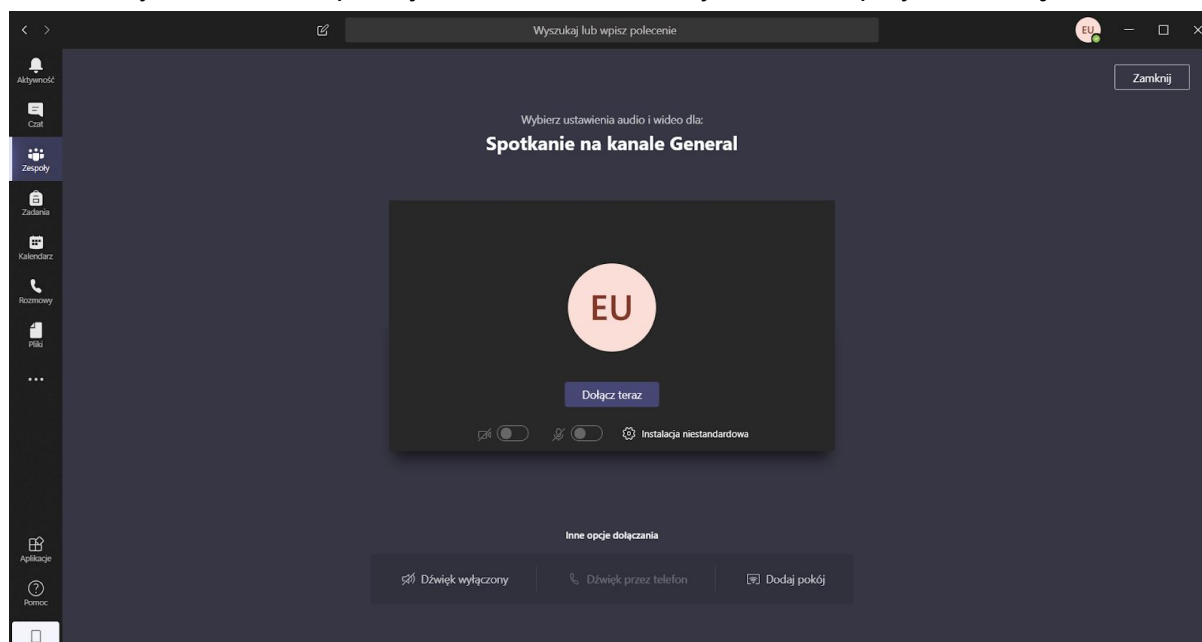 Wyszukaj lub wpisz polecenie
EU
Aktywność
Czat
Zespoły
Zadania
Kalendarz
Rozmowy
Pliki
Aplikacje
Pomoc
Zamknij
Wybierz ustawienia audio i wideo dla:
Spotkanie na kanale General
EU
Dołącz teraz
Instalacja niestandardowa
Inne opcje dołączania
Dźwięk wyłączony
Dźwięk przez telefon
Dodaj pokój